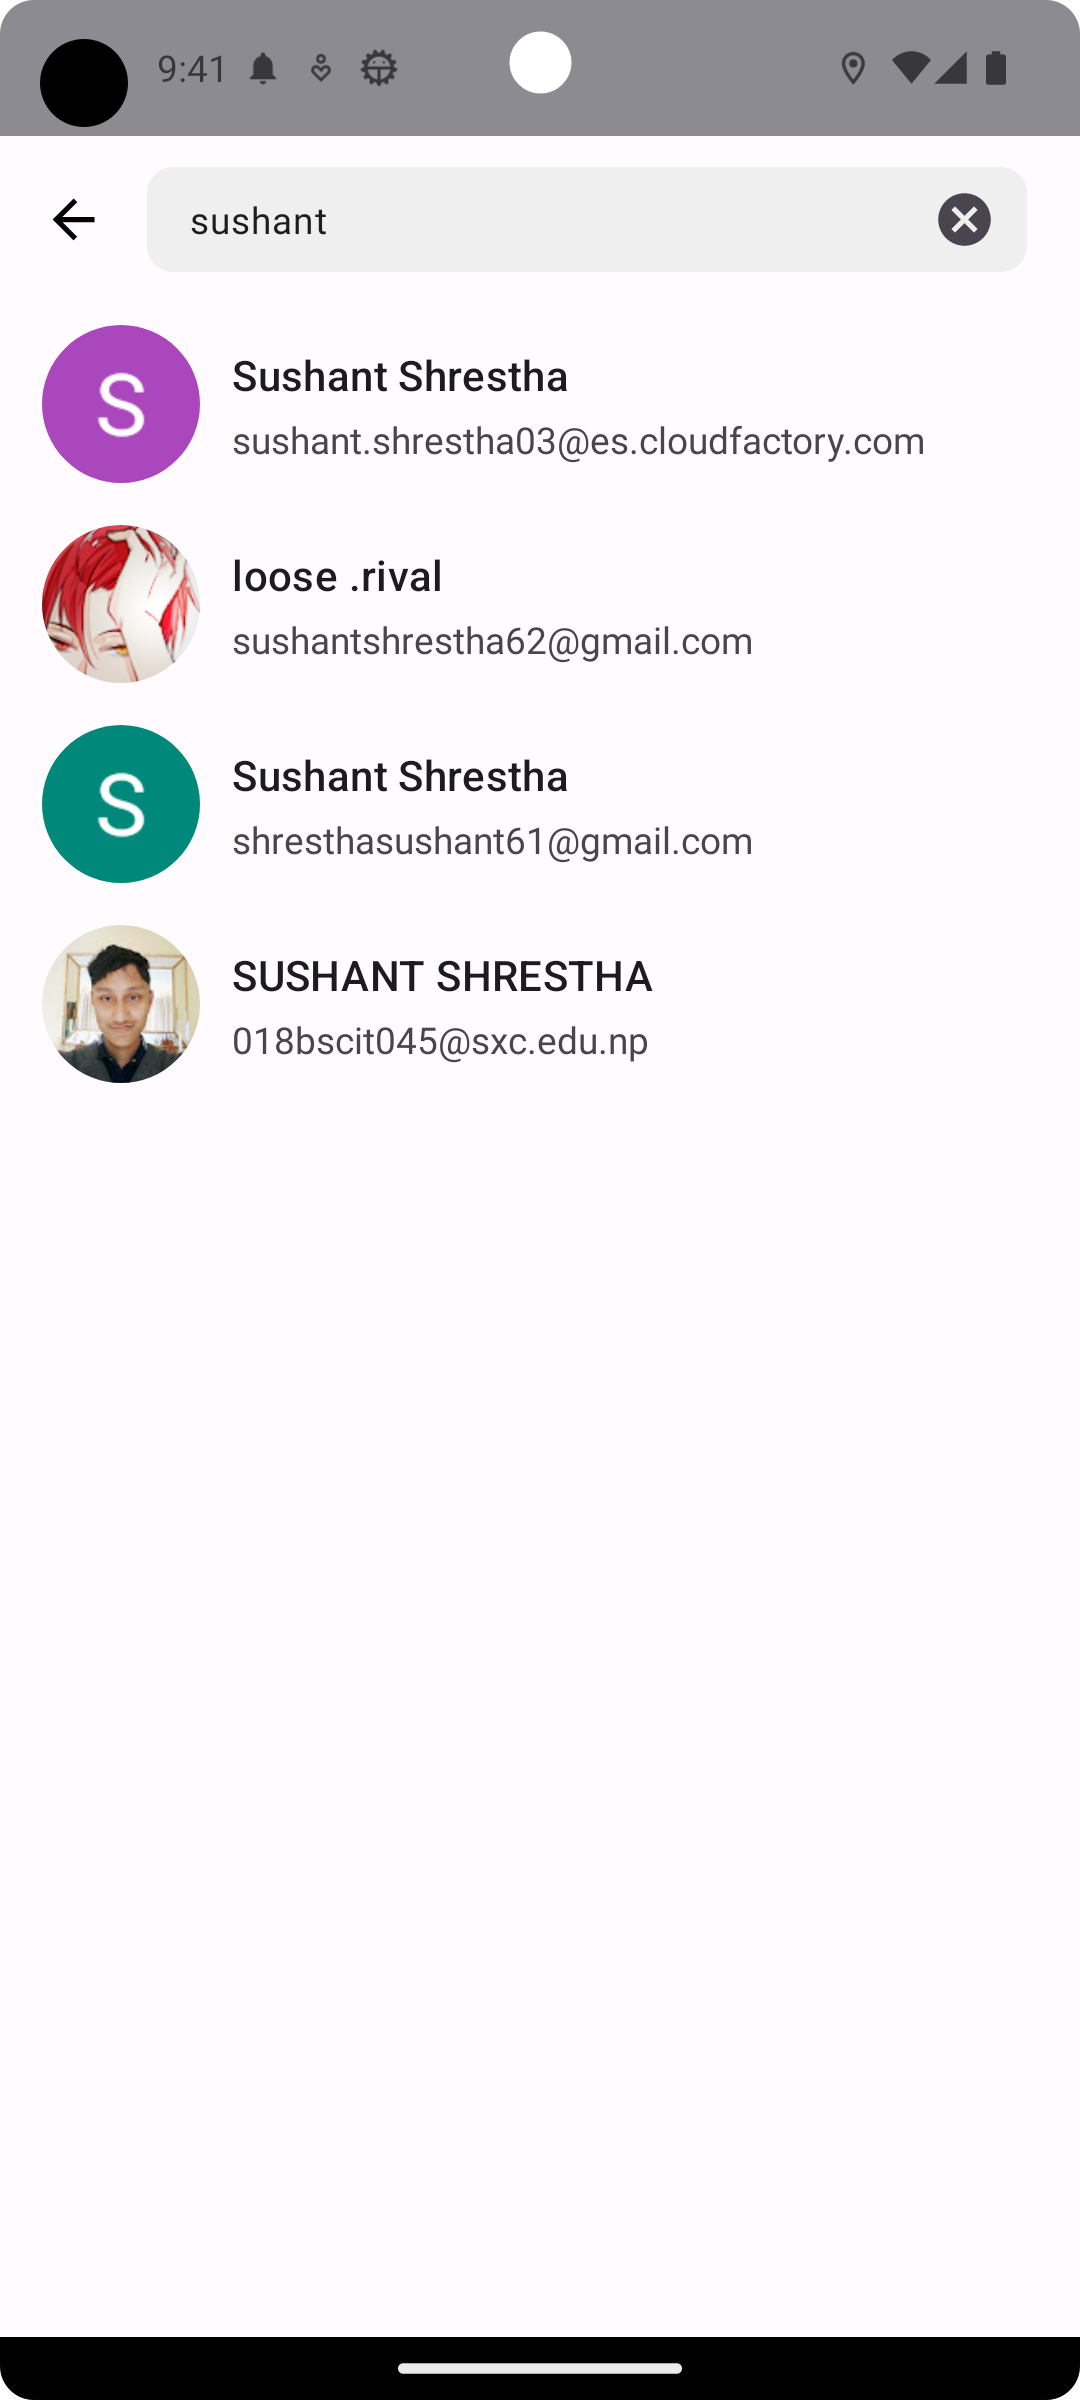 9:41
sushant
S
Sushant Shrestha
sushant.shrestha03@es.cloudfactory.com
loose .rival
sushantshrestha62@gmail.com
S
Sushant Shrestha
shresthasushant61@gmail.com
SUSHANT SHRESTHA
018bscit045@sxc.edu.np